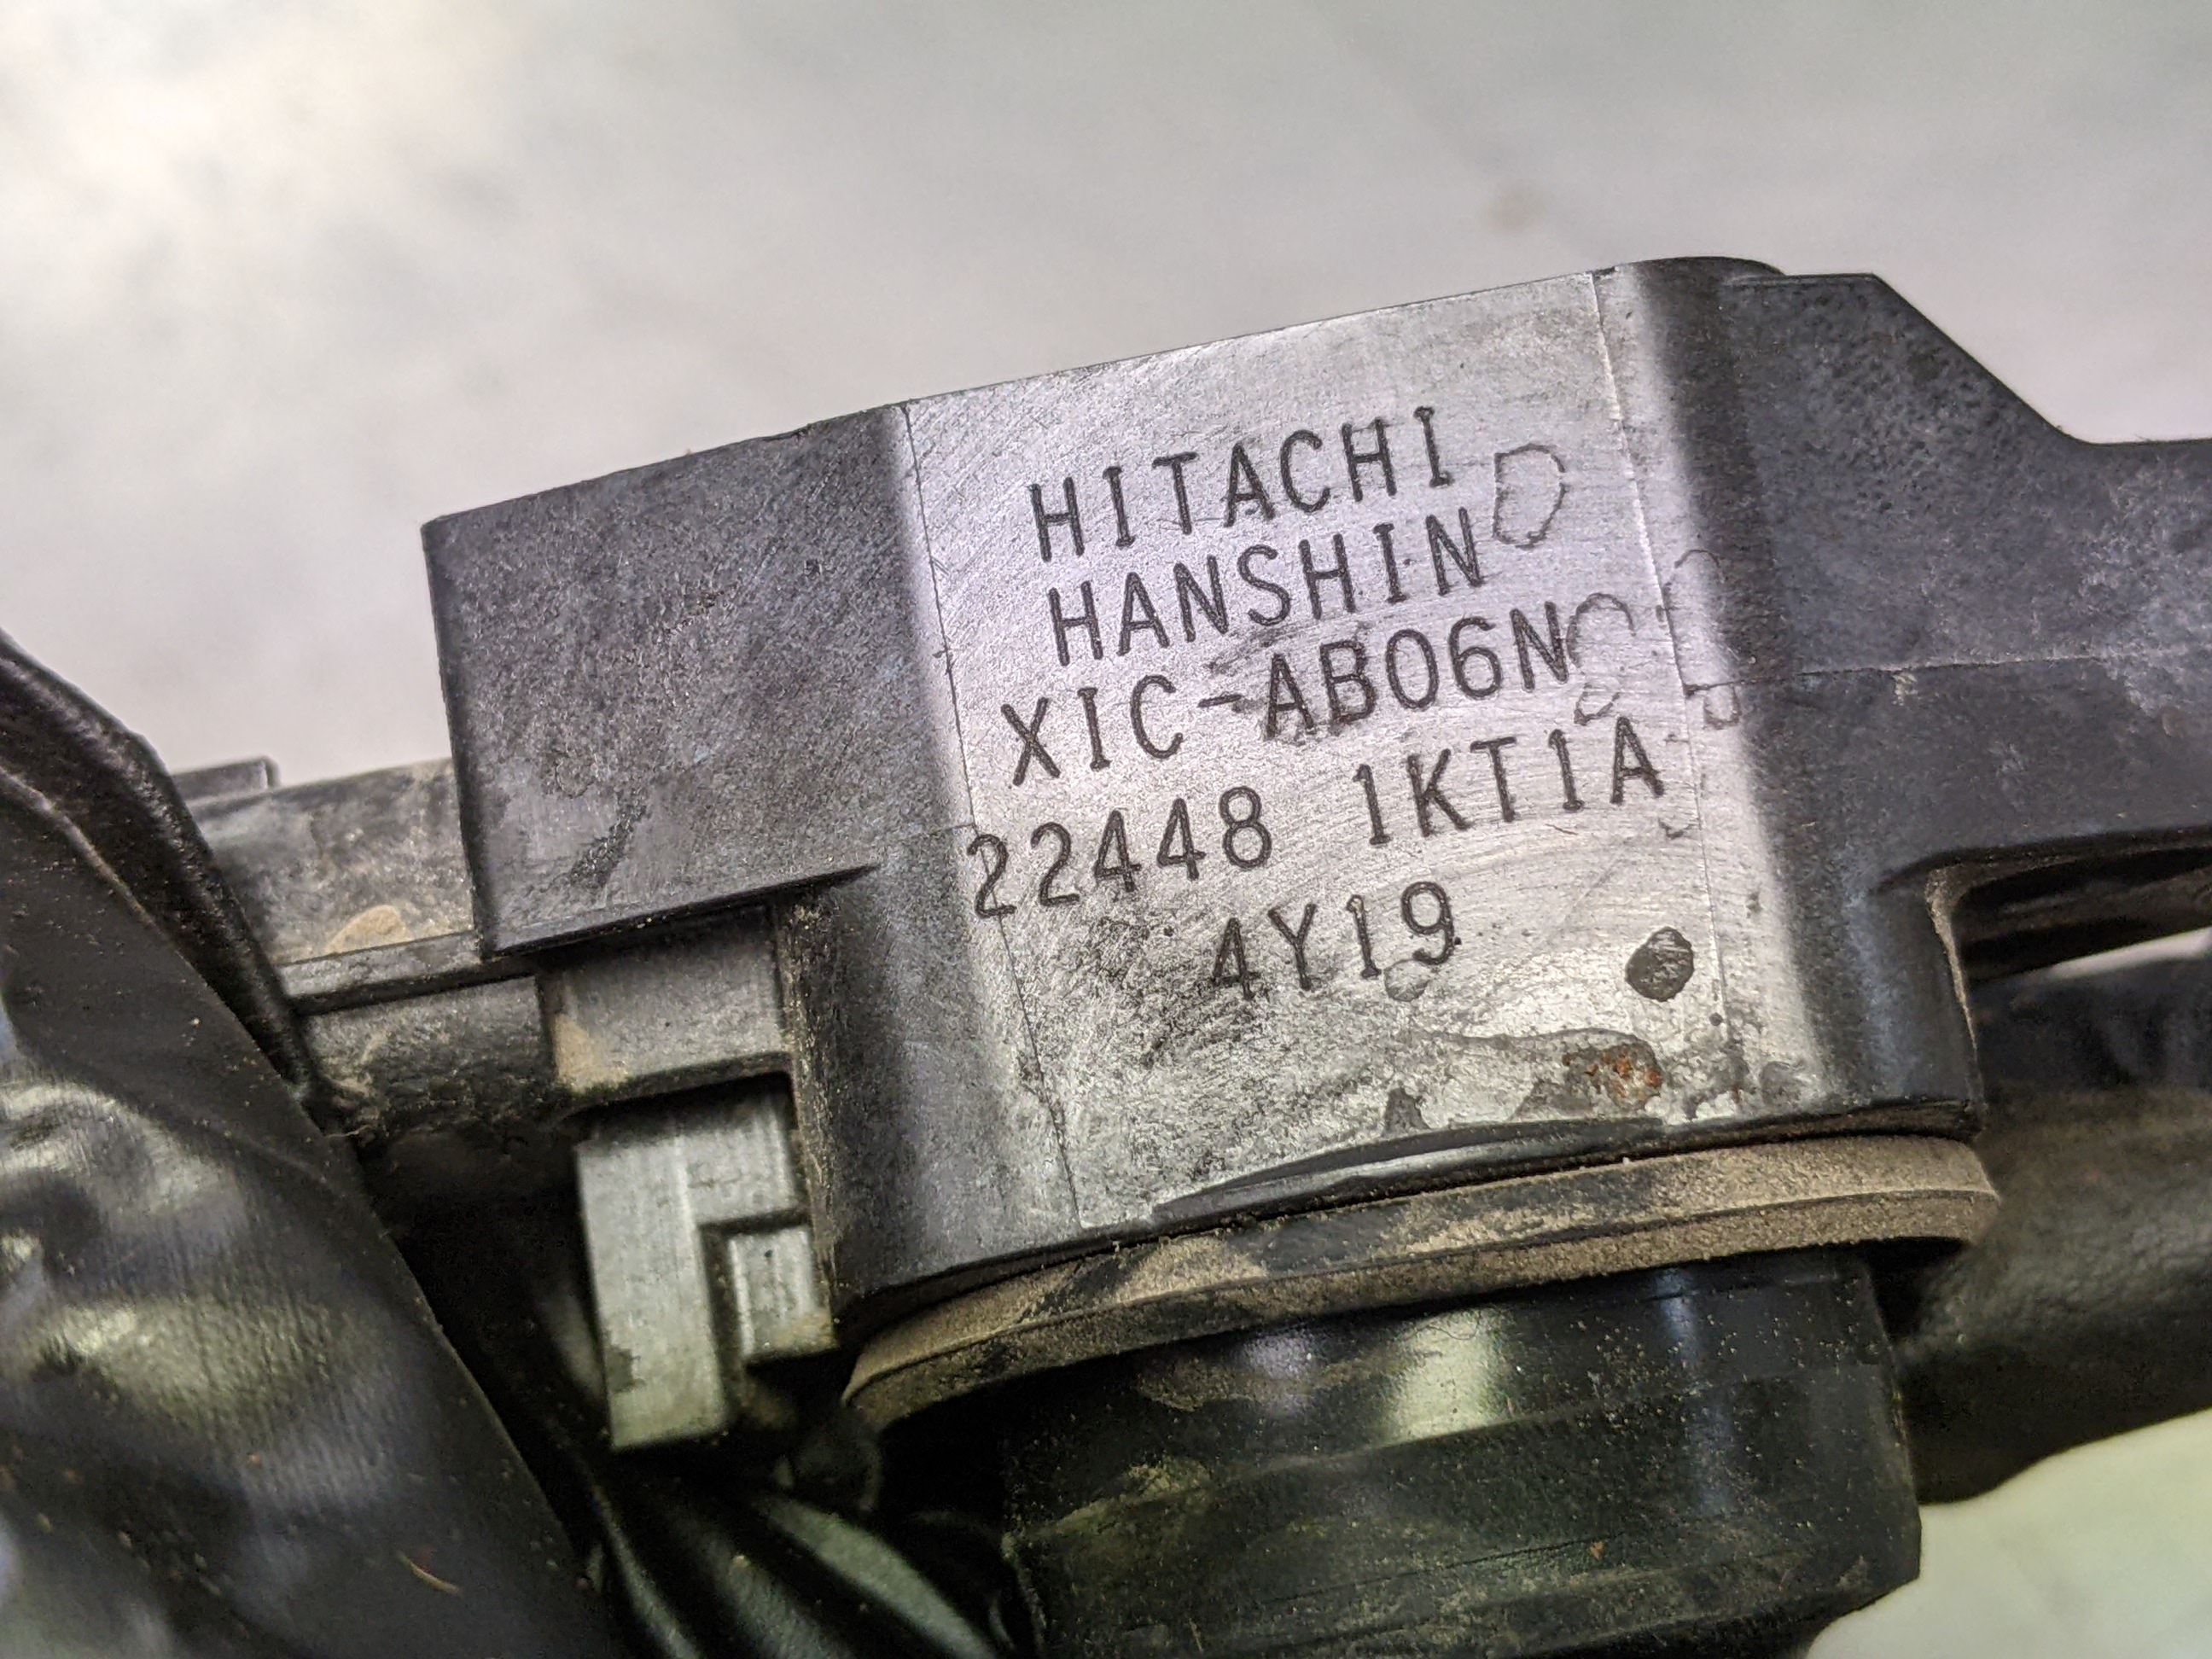 HITACHI
HANSHIN
XIC-AB06N
22448 1KT1A
4Y19